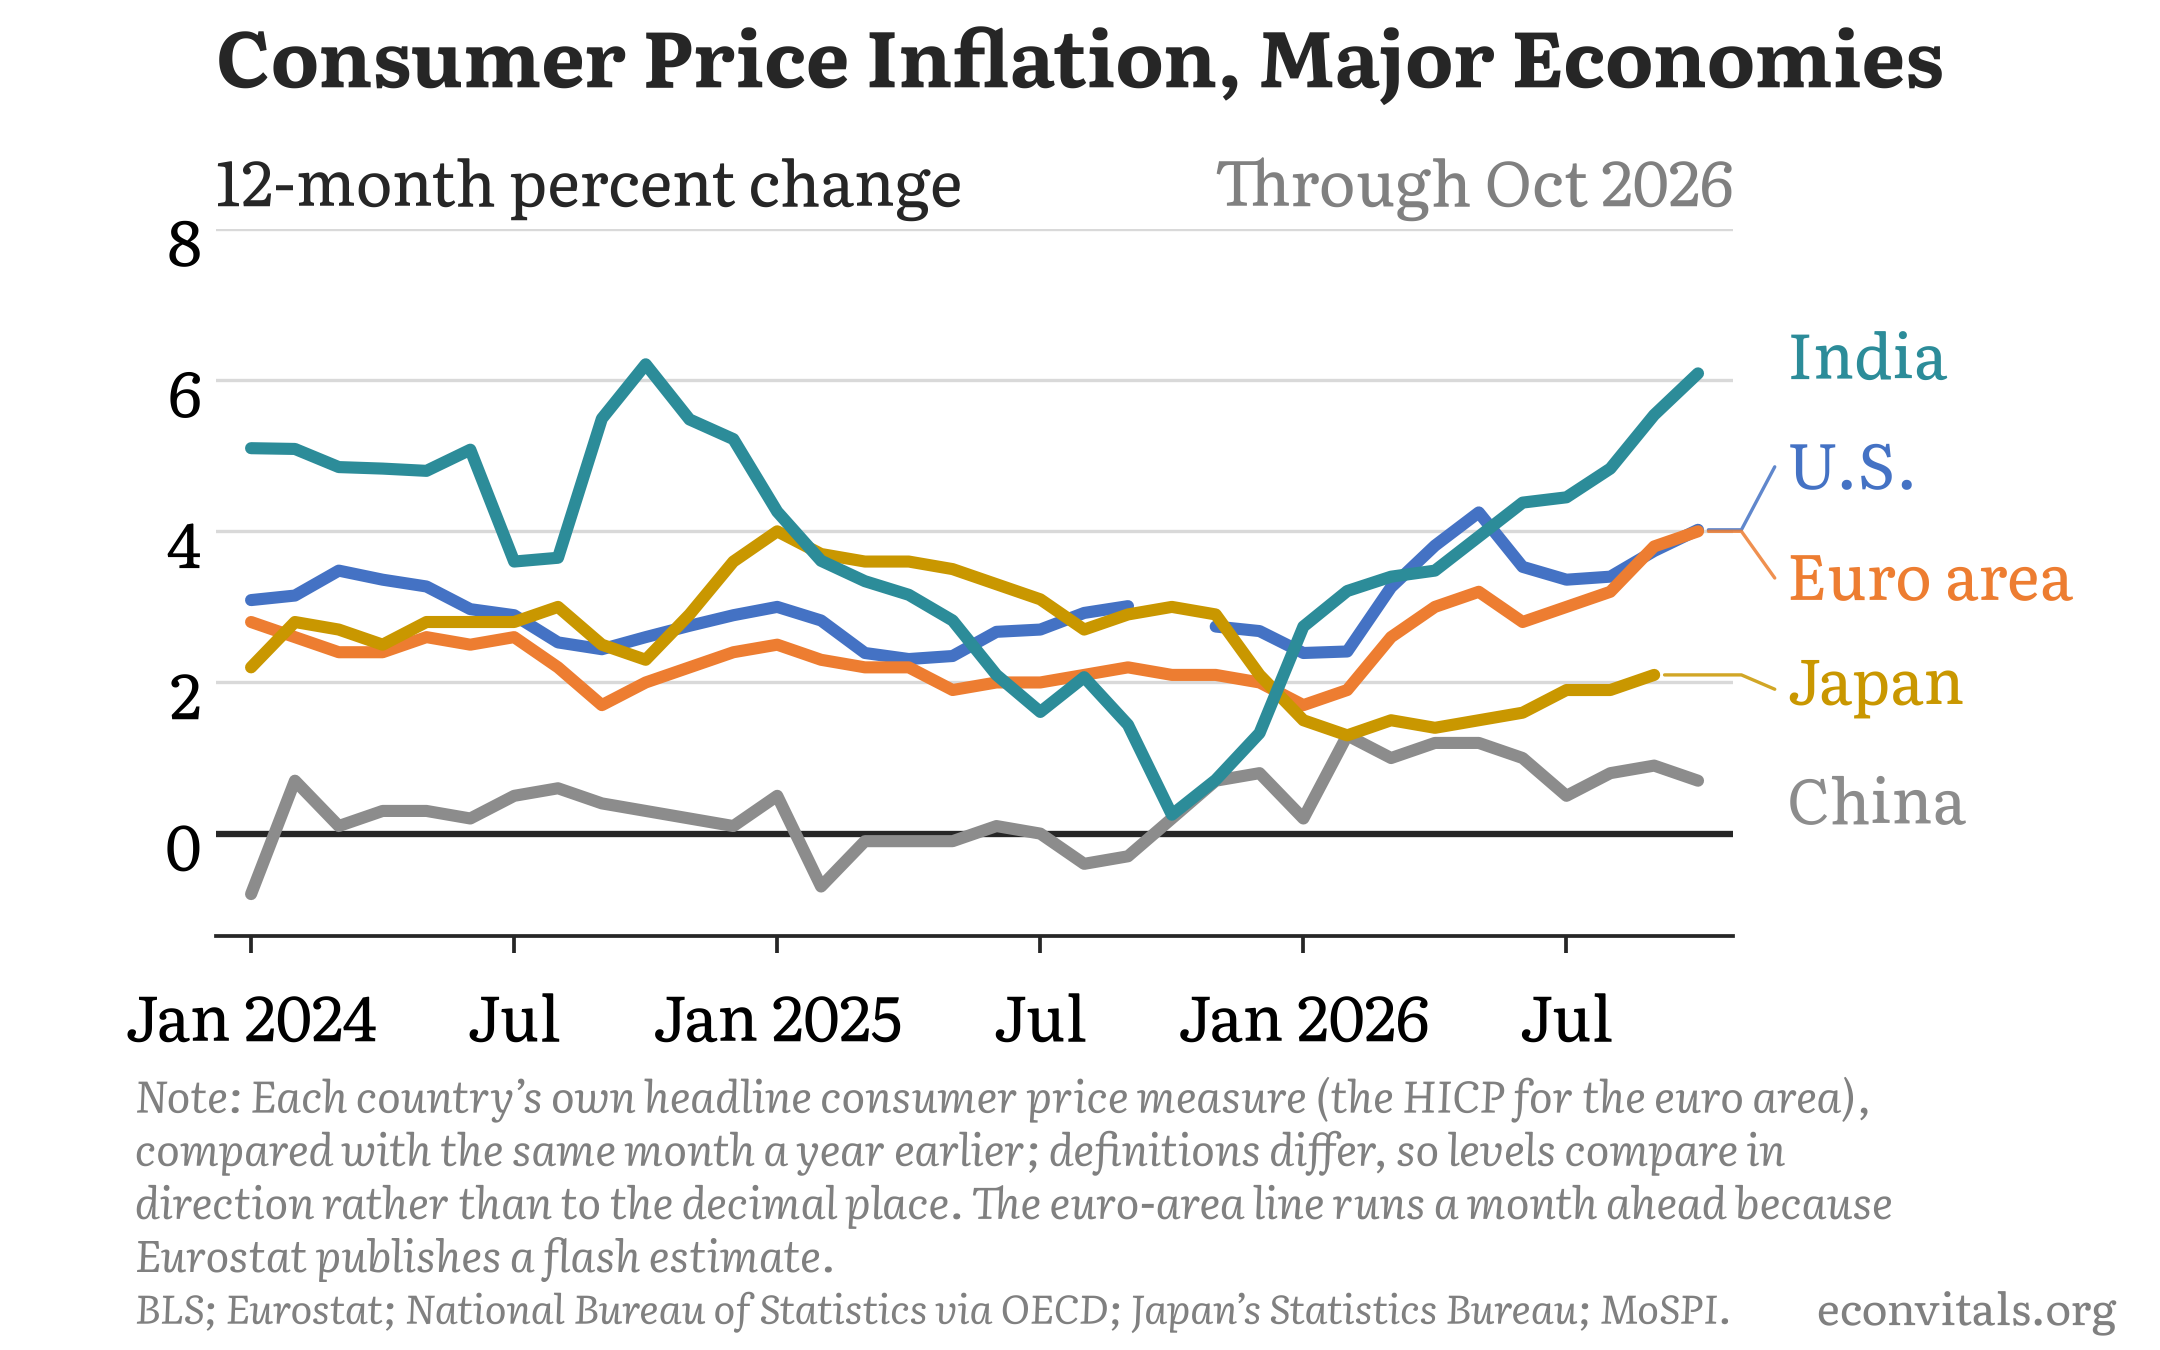 Consumer Price Inflation, Major Economies
12-month percent change
Through Oct 2026
8
6
4
2
0
India
U.S.
Euro area
Japan
China
Jan 2024
Jul
Jan 2025
Jul
Jan 2026
Jul
Note: Each country’s own headline consumer price measure (the HICP for the euro area),
compared with the same month a year earlier; definitions differ, so levels compare in
direction rather than to the decimal place. The euro-area line runs a month ahead because
Eurostat publishes a flash estimate.
BLS; Eurostat; National Bureau of Statistics via OECD; Japan’s Statistics Bureau; MoSPI.
econvitals.org